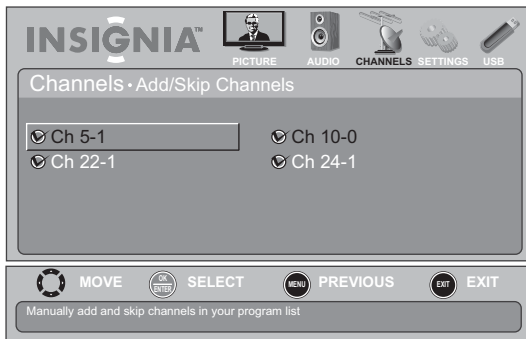 INSIGNIA™
PICTURE AUDIO CHANNELS SETTINGS USB
Channels • Add/Skip Channels
Ch 5-1 Ch 10-0
Ch 22-1 Ch 24-1
MOVE OK ENTER SELECT MENU PREVIOUS EXIT EXIT
Manually add and skip channels in your program list